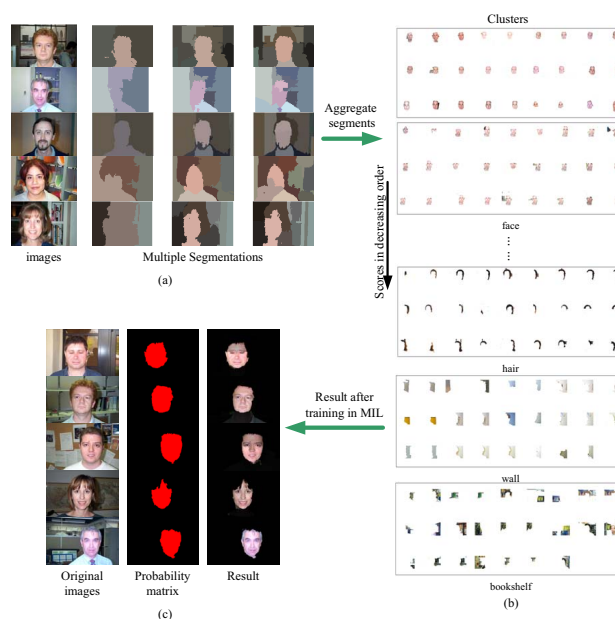 Clusters
Aggregate
segments
images
Multiple Segmentations
(a)
face
Scores in decreasing order
hair
Result after
training in MIL
wall
bookshelf
(b)
Original
images
Probability
matrix
Result
(c)